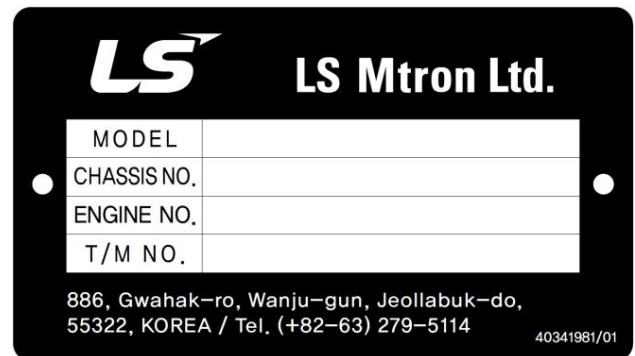 LS LS Mtron Ltd.
MODEL
CHASSIS NO.
ENGINE NO.
T/M NO.
886, Gwahak-ro, Wanju-gun, Jeollabuk-do,
55322, KOREA / Tel. (+82-63) 279-5114
40341981/01